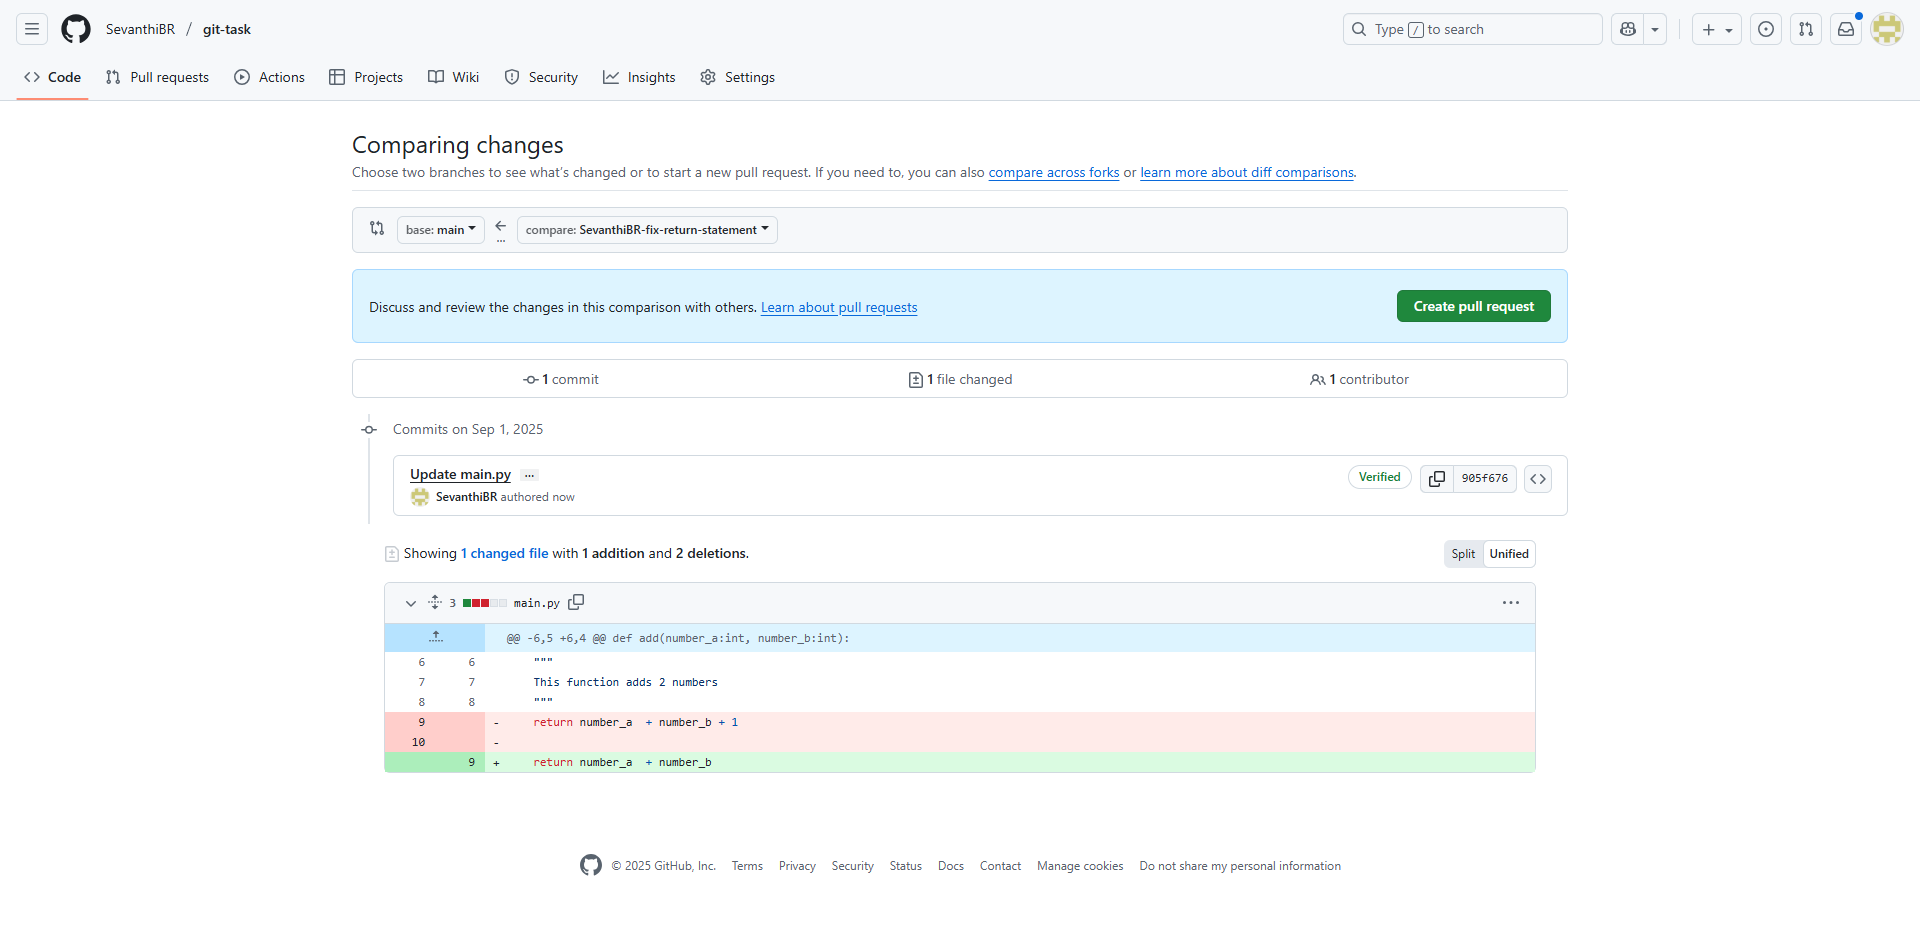 SevanthiBR / git-task
Type / to search
Code Pull requests Actions Projects Wiki Security Insights Settings
Comparing changes
Choose two branches to see what's changed or to start a new pull request. If you need to, you can also compare across forks or learn more about diff comparisons.
base: main ← ... compare: SevanthiBR-fix-return-statement
Discuss and review the changes in this comparison with others. Learn about pull requests
Create pull request
1 commit 1 file changed 1 contributor
Commits on Sep 1, 2025
Update main.py ...
Verified 905f676
SevanthiBR authored now
Showing 1 changed file with 1 addition and 2 deletions.
Split Unified
3 main.py
@@ -6,5 +6,4 @@ def add(number_a:int, number_b:int):
6 6 """
7 7 This function adds 2 numbers
8 8 """
9 - return number_a  + number_b + 1
10 -
9 + return number_a  + number_b
© 2025 GitHub, Inc. Terms Privacy Security Status Docs Contact Manage cookies Do not share my personal information